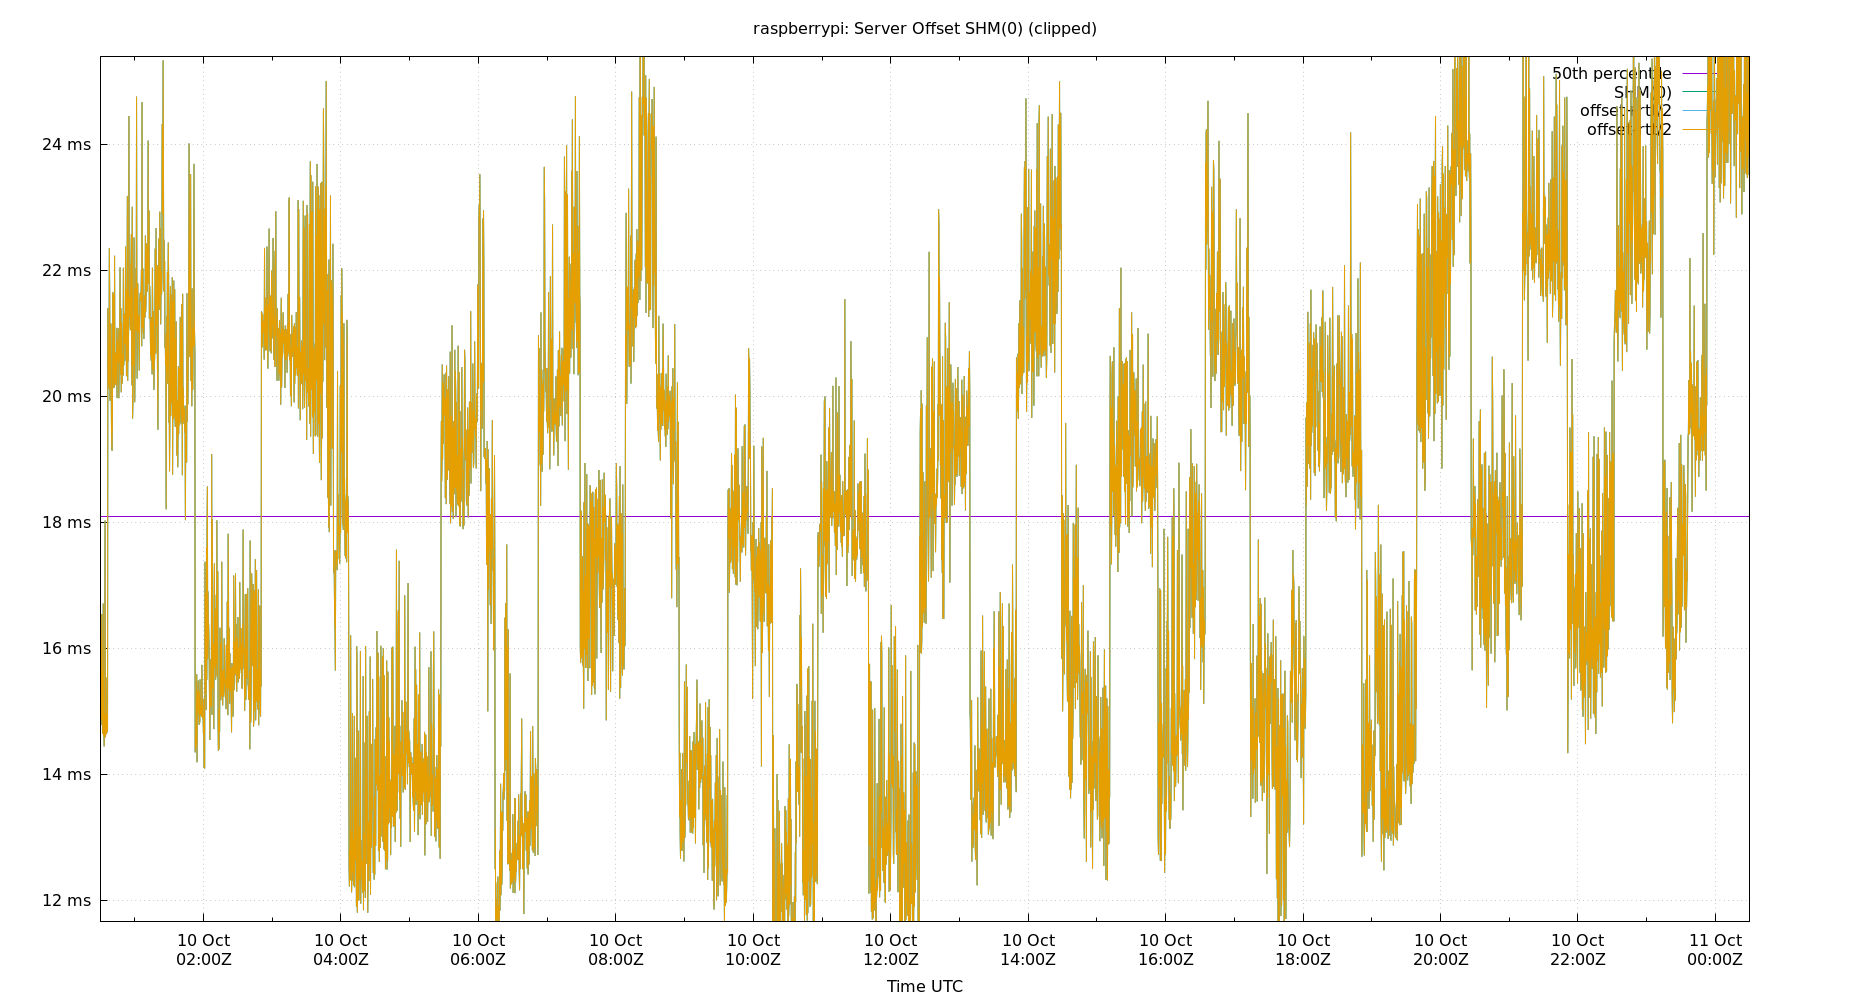 raspberrypi: Server Offset SHM(0) (clipped)
50th percentile
SHM(0)
offset+rtt/2
offset-rtt/2
24 ms
22 ms
20 ms
18 ms
16 ms
14 ms
12 ms
10 Oct 10 Oct 10 Oct 10 Oct 10 Oct 10 Oct 10 Oct 10 Oct 10 Oct 10 Oct 10 Oct 11 Oct
02:00Z 04:00Z 06:00Z 08:00Z 10:00Z 12:00Z 14:00Z 16:00Z 18:00Z 20:00Z 22:00Z 00:00Z
Time UTC